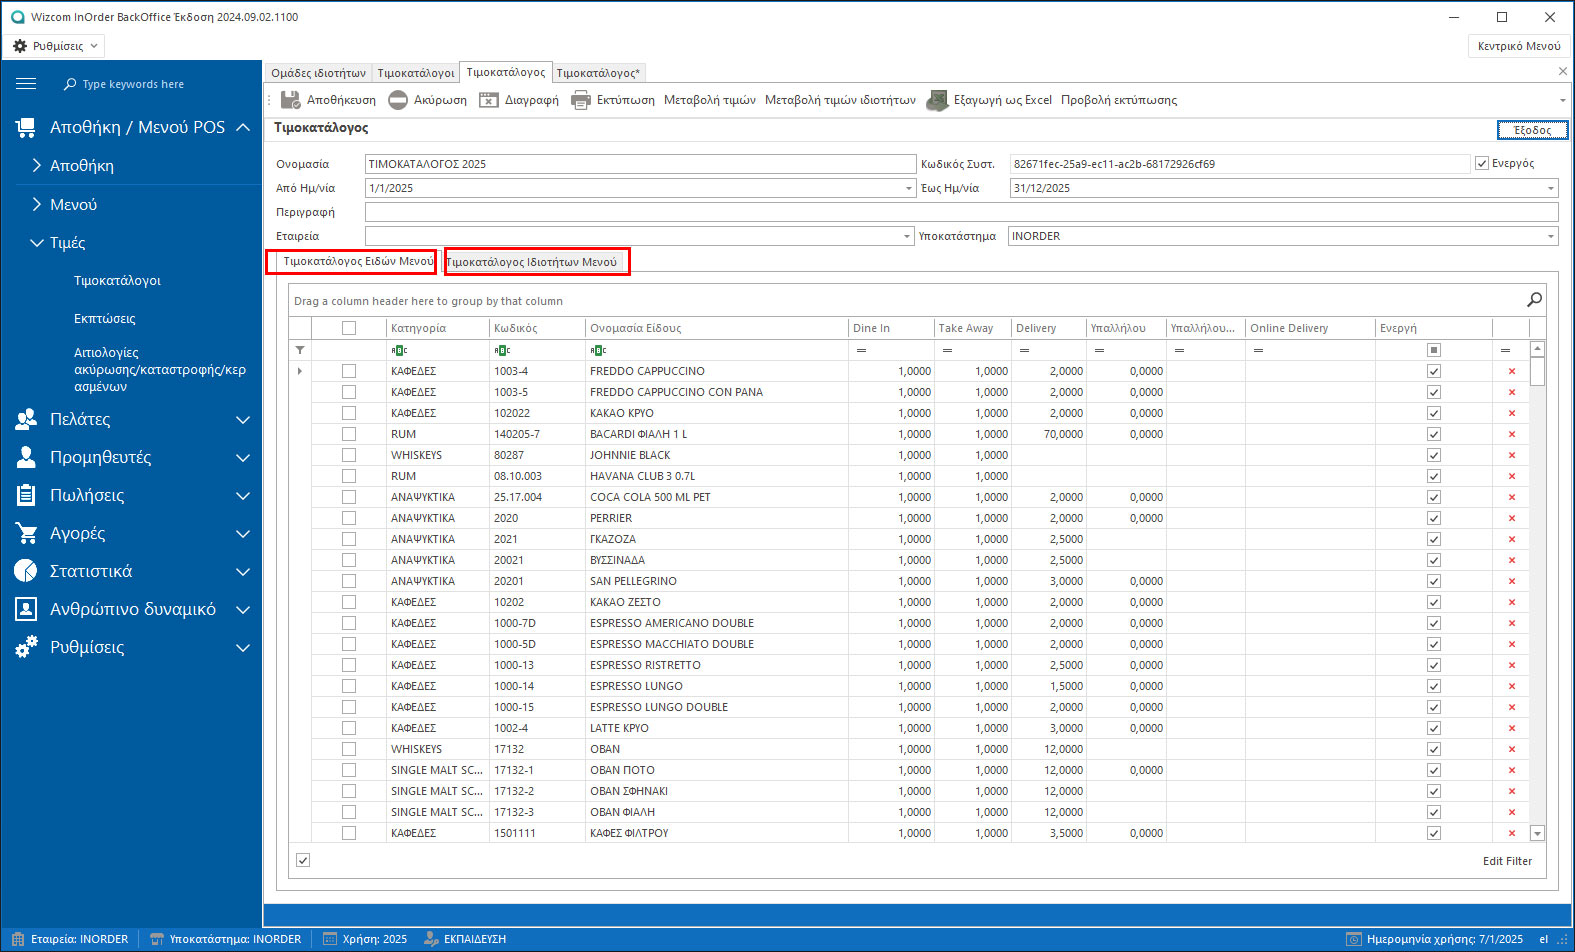 Wizcom InOrder BackOffice Έκδοση 2024.09.02.1100
Ρυθμίσεις
Κεντρικό Μενού
Type keywords here
Αποθήκη / Μενού POS
Αποθήκη
Μενού
Τιμές
Τιμοκατάλογοι
Εκπτώσεις
Αιτιολογίες
ακύρωσης/καταστροφής/κερ
ασμένων
Πελάτες
Προμηθευτές
Πωλήσεις
Αγορές
Στατιστικά
Ανθρώπινο δυναμικό
Ρυθμίσεις
Ομάδες ιδιοτήτων Τιμοκατάλογοι Τιμοκατάλογος Τιμοκατάλογος*
Αποθήκευση Ακύρωση Διαγραφή Εκτύπωση Μεταβολή τιμών Μεταβολή τιμών ιδιοτήτων Εξαγωγή ως Excel Προβολή εκτύπωσης
Τιμοκατάλογος
Έξοδος
Ονομασία ΤΙΜΟΚΑΤΑΛΟΓΟΣ 2025 Κωδικός Συστ. 82671fec-25a9-ec11-ac2b-68172926cf69 Ενεργός
Από Ημ/νία 1/1/2025 Έως Ημ/νία 31/12/2025
Περιγραφή
Εταιρεία Υποκατάστημα INORDER
Τιμοκατάλογος Ειδών Μενού Τιμοκατάλογος Ιδιοτήτων Μενού
Drag a column header here to group by that column
Κατηγορία Κωδικός Ονομασία Είδους Dine In Take Away Delivery Υπαλλήλου Υπαλλήλου... Online Delivery Ενεργή
ΚΑΦΕΔΕΣ 1003-4 FREDDO CAPPUCCINO 1,0000 1,0000 2,0000 0,0000
ΚΑΦΕΔΕΣ 1003-5 FREDDO CAPPUCCINO CON PANA 1,0000 1,0000 2,0000 0,0000
ΚΑΦΕΔΕΣ 102022 ΚΑΚΑΟ ΚΡΥΟ 1,0000 1,0000 2,0000 0,0000
RUM 140205-7 BACARDI ΦΙΑΛΗ 1 L 1,0000 1,0000 70,0000 0,0000
WHISKEYS 80287 JOHNNIE BLACK 1,0000 1,0000
RUM 08.10.003 HAVANA CLUB 3 0.7L 1,0000 1,0000
ΑΝΑΨΥΚΤΙΚΑ 25.17.004 COCA COLA 500 ML PET 1,0000 1,0000 2,0000 0,0000
ΑΝΑΨΥΚΤΙΚΑ 2020 PERRIER 1,0000 1,0000 2,0000 0,0000
ΑΝΑΨΥΚΤΙΚΑ 2021 ΓΚΑΖΟΖΑ 1,0000 1,0000 2,5000
ΑΝΑΨΥΚΤΙΚΑ 20021 ΒΥΣΣΙΝΑΔΑ 1,0000 1,0000 2,5000
ΑΝΑΨΥΚΤΙΚΑ 20201 SAN PELLEGRINO 1,0000 1,0000 3,0000 0,0000
ΚΑΦΕΔΕΣ 10202 ΚΑΚΑΟ ΖΕΣΤΟ 1,0000 1,0000 2,0000 0,0000
ΚΑΦΕΔΕΣ 1000-7D ESPRESSO AMERICANO DOUBLE 1,0000 1,0000 2,0000 0,0000
ΚΑΦΕΔΕΣ 1000-5D ESPRESSO MACCHIATO DOUBLE 1,0000 1,0000 2,0000 0,0000
ΚΑΦΕΔΕΣ 1000-13 ESPRESSO RISTRETTO 1,0000 1,0000 2,5000 0,0000
ΚΑΦΕΔΕΣ 1000-14 ESPRESSO LUNGO 1,0000 1,0000 1,5000 0,0000
ΚΑΦΕΔΕΣ 1000-15 ESPRESSO LUNGO DOUBLE 1,0000 1,0000 2,0000 0,0000
ΚΑΦΕΔΕΣ 1002-4 LATTE ΚΡΥΟ 1,0000 1,0000 3,0000 0,0000
WHISKEYS 17132 OBAN 1,0000 1,0000 12,0000
SINGLE MALT SC... 17132-1 OBAN ΠΟΤΟ 1,0000 1,0000 12,0000 0,0000
SINGLE MALT SC... 17132-2 OBAN ΣΦΗΝΑΚΙ 1,0000 1,0000 12,0000
SINGLE MALT SC... 17132-3 OBAN ΦΙΑΛΗ 1,0000 1,0000 12,0000
ΚΑΦΕΔΕΣ 1501111 ΚΑΦΕΣ ΦΙΛΤΡΟΥ 1,0000 1,0000 3,5000 0,0000
Edit Filter
Εταιρεία: INORDER Υποκατάστημα: INORDER Χρήση: 2025 ΕΚΠΑΙΔΕΥΣΗ Ημερομηνία χρήσης: 7/1/2025 el